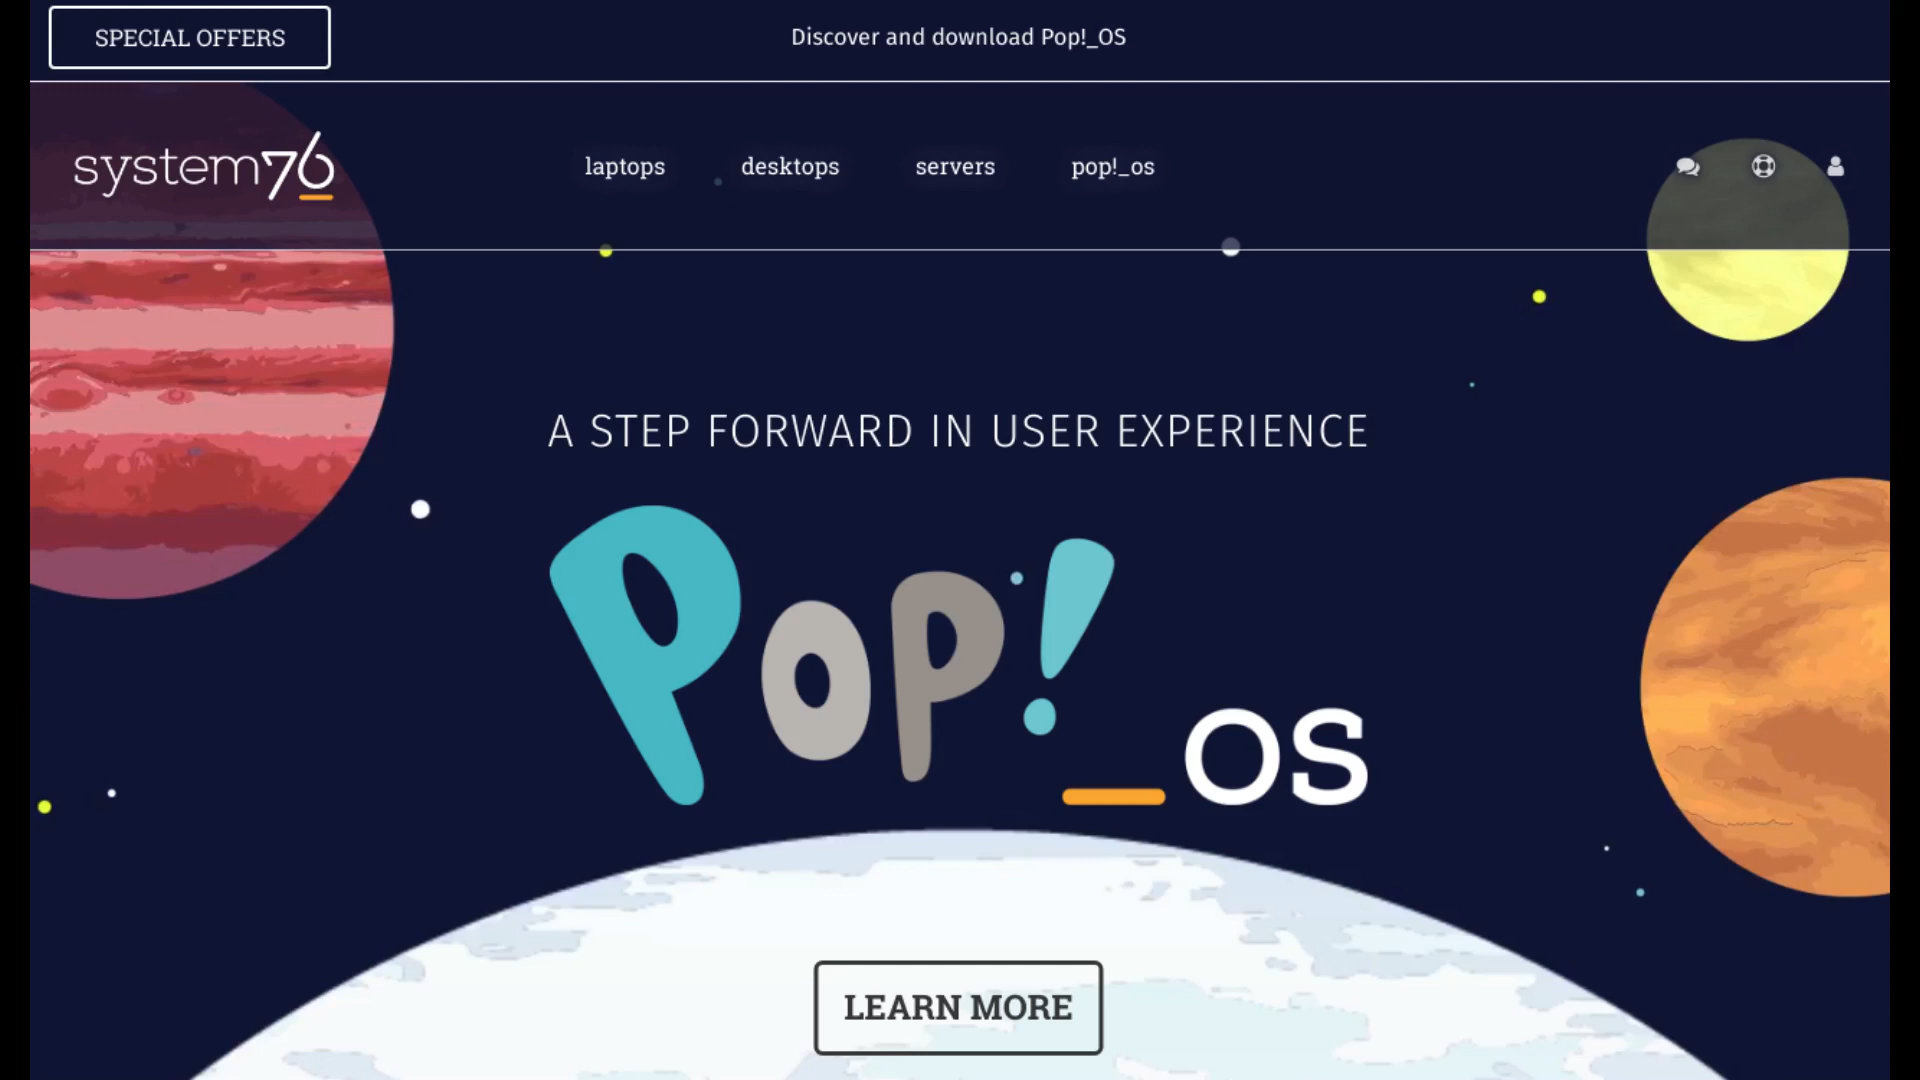 SPECIAL OFFERS
Discover and download Pop!_OS
system76
laptops desktops servers pop!_os
A STEP FORWARD IN USER EXPERIENCE
Pop!_OS
LEARN MORE